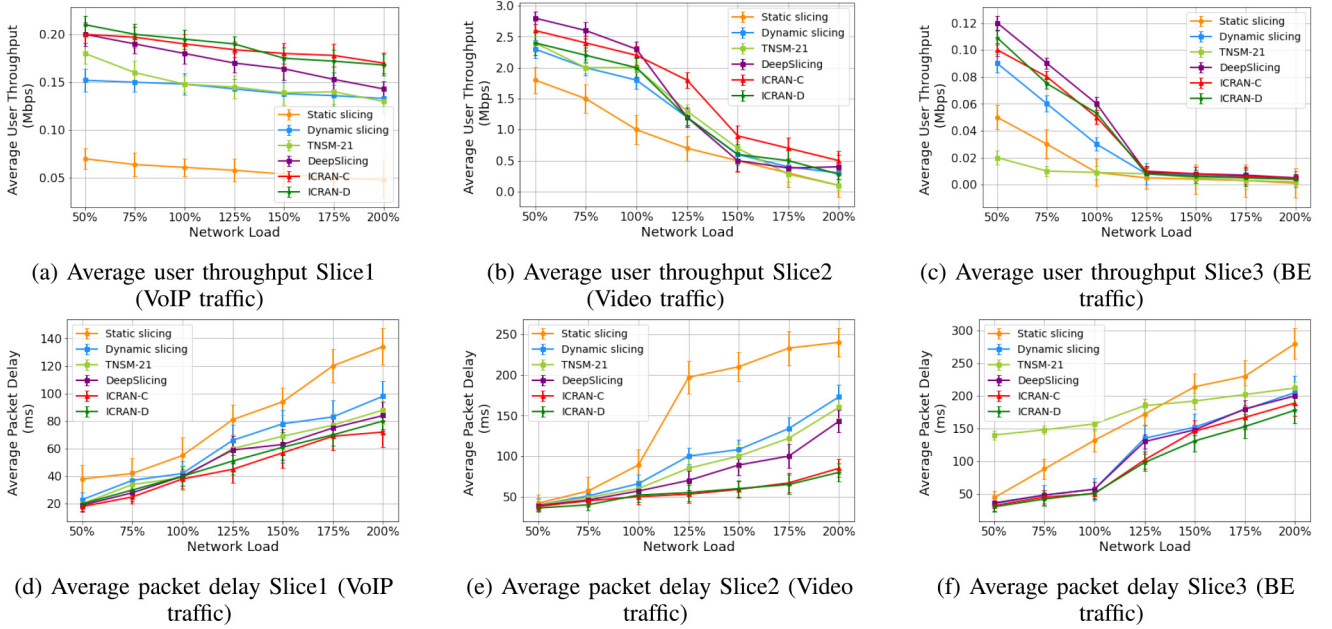 Average User Throughput
(Mbps)
0.20
0.15
0.10
0.05
Static slicing
Dynamic slicing
TNSM-21
DeepSlicing
ICRAN-C
ICRAN-D
50% 75% 100% 125% 150% 175% 200%
Network Load
(a) Average user throughput Slice1
(VoIP traffic)
Average User Throughput
(Mbps)
3.0
2.5
2.0
1.5
1.0
0.5
0.0
Static slicing
Dynamic slicing
TNSM-21
DeepSlicing
ICRAN-C
ICRAN-D
50% 75% 100% 125% 150% 175% 200%
Network Load
(b) Average user throughput Slice2
(Video traffic)
Average User Throughput
(Mbps)
0.12
0.10
0.08
0.06
0.04
0.02
0.00
Static slicing
Dynamic slicing
TNSM-21
DeepSlicing
ICRAN-C
ICRAN-D
50% 75% 100% 125% 150% 175% 200%
Network Load
(c) Average user throughput Slice3 (BE
traffic)
Average Packet Delay
(ms)
140
120
100
80
60
40
20
Static slicing
Dynamic slicing
TNSM-21
DeepSlicing
ICRAN-C
ICRAN-D
50% 75% 100% 125% 150% 175% 200%
Network Load
(d) Average packet delay Slice1 (VoIP
traffic)
Average Packet Delay
(ms)
250
200
150
100
50
0
Static slicing
Dynamic slicing
TNSM-21
DeepSlicing
ICRAN-C
ICRAN-D
50% 75% 100% 125% 150% 175% 200%
Network Load
(e) Average packet delay Slice2 (Video
traffic)
Average Packet Delay
(ms)
300
250
200
150
100
50
Static slicing
Dynamic slicing
TNSM-21
DeepSlicing
ICRAN-C
ICRAN-D
50% 75% 100% 125% 150% 175% 200%
Network Load
(f) Average packet delay Slice3 (BE
traffic)